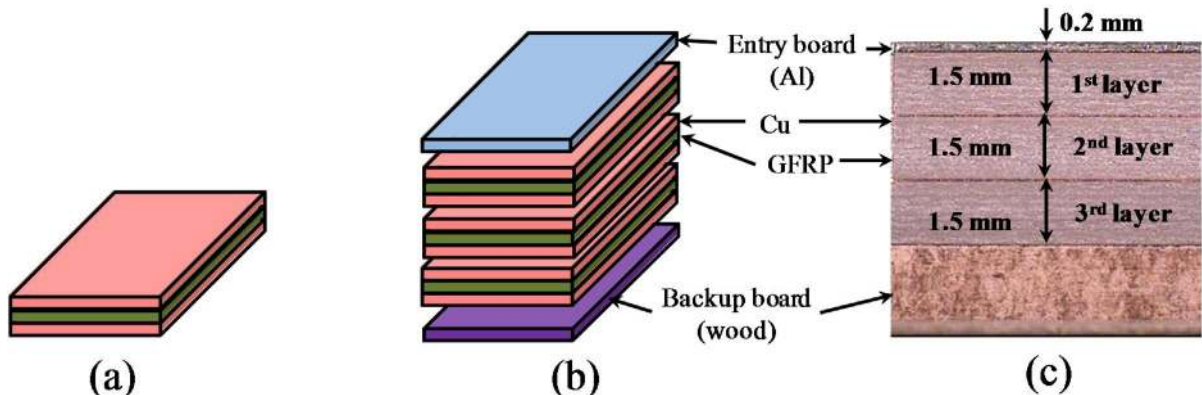 0.2 mm
Entry board
(Al)
1.5 mm
1st layer
Cu
1.5 mm
2nd layer
GFRP
1.5 mm
3rd layer
Backup board
(wood)
(a)
(b)
(c)